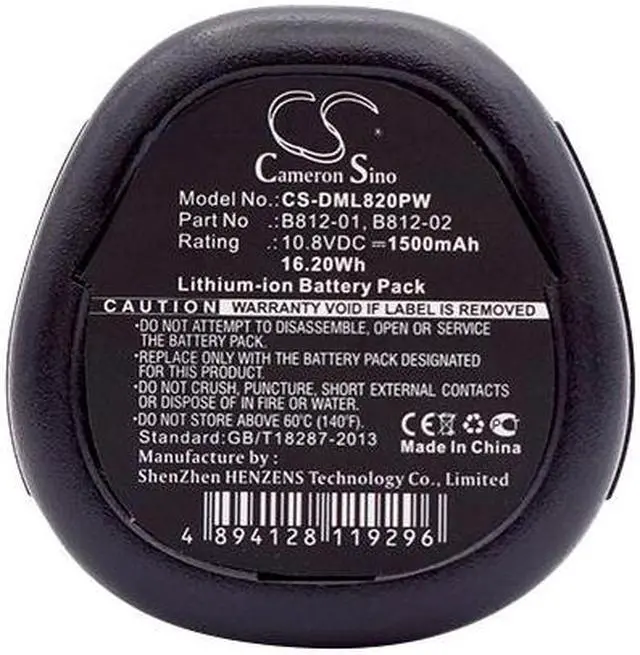 CS
Cameron Sino
Model No.:CS-DML820PW
Part No .:B812-01, B812-02
Rating .:10.8VDC⎓1500mAh
16.20Wh
Lithium-ion Battery Pack
CAUTION WARRANTY VOID IF LABEL IS REMOVED
•DO NOT ATTEMPT TO DISASSEMBLE, OPEN OR SERVICE
THE BATTERY PACK.
•REPLACE ONLY WITH THE BATTERY PACK DESIGNATED
FOR THIS PRODUCT.
•DO NOT CRUSH, PUNCTURE, SHORT EXTERNAL CONTACTS
OR DISPOSE OF IN FIRE OR WATER.
•DO NOT STORE ABOVE 60°C (140°F).
Standard:GB/T18287-2013
CE
Made In China
Manufacture by :
ShenZhen HENZENS Technology Co., Limited
4 894128 119296